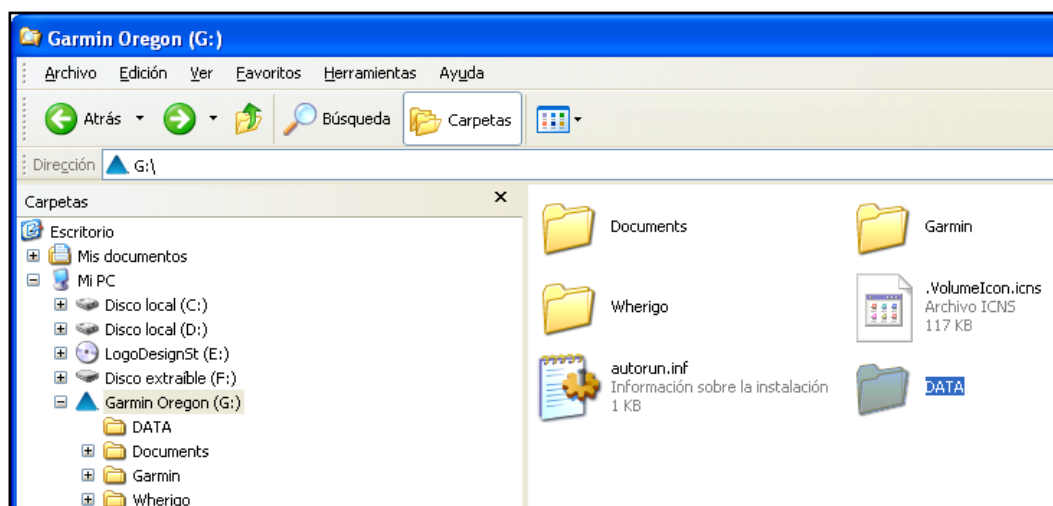 Garmin Oregon (G:)
Archivo Edición Ver Favoritos Herramientas Ayuda
Atrás Búsqueda Carpetas
Dirección G:\
Carpetas
Escritorio
Mis documentos
Mi PC
Disco local (C:)
Disco local (D:)
LogoDesignSt (E:)
Disco extraíble (F:)
Garmin Oregon (G:)
DATA
Documents
Garmin
Wherigo
Documents
Garmin
Wherigo
.VolumeIcon.icns
Archivo ICNS
117 KB
autorun.inf
Información sobre la instalación
1 KB
DATA